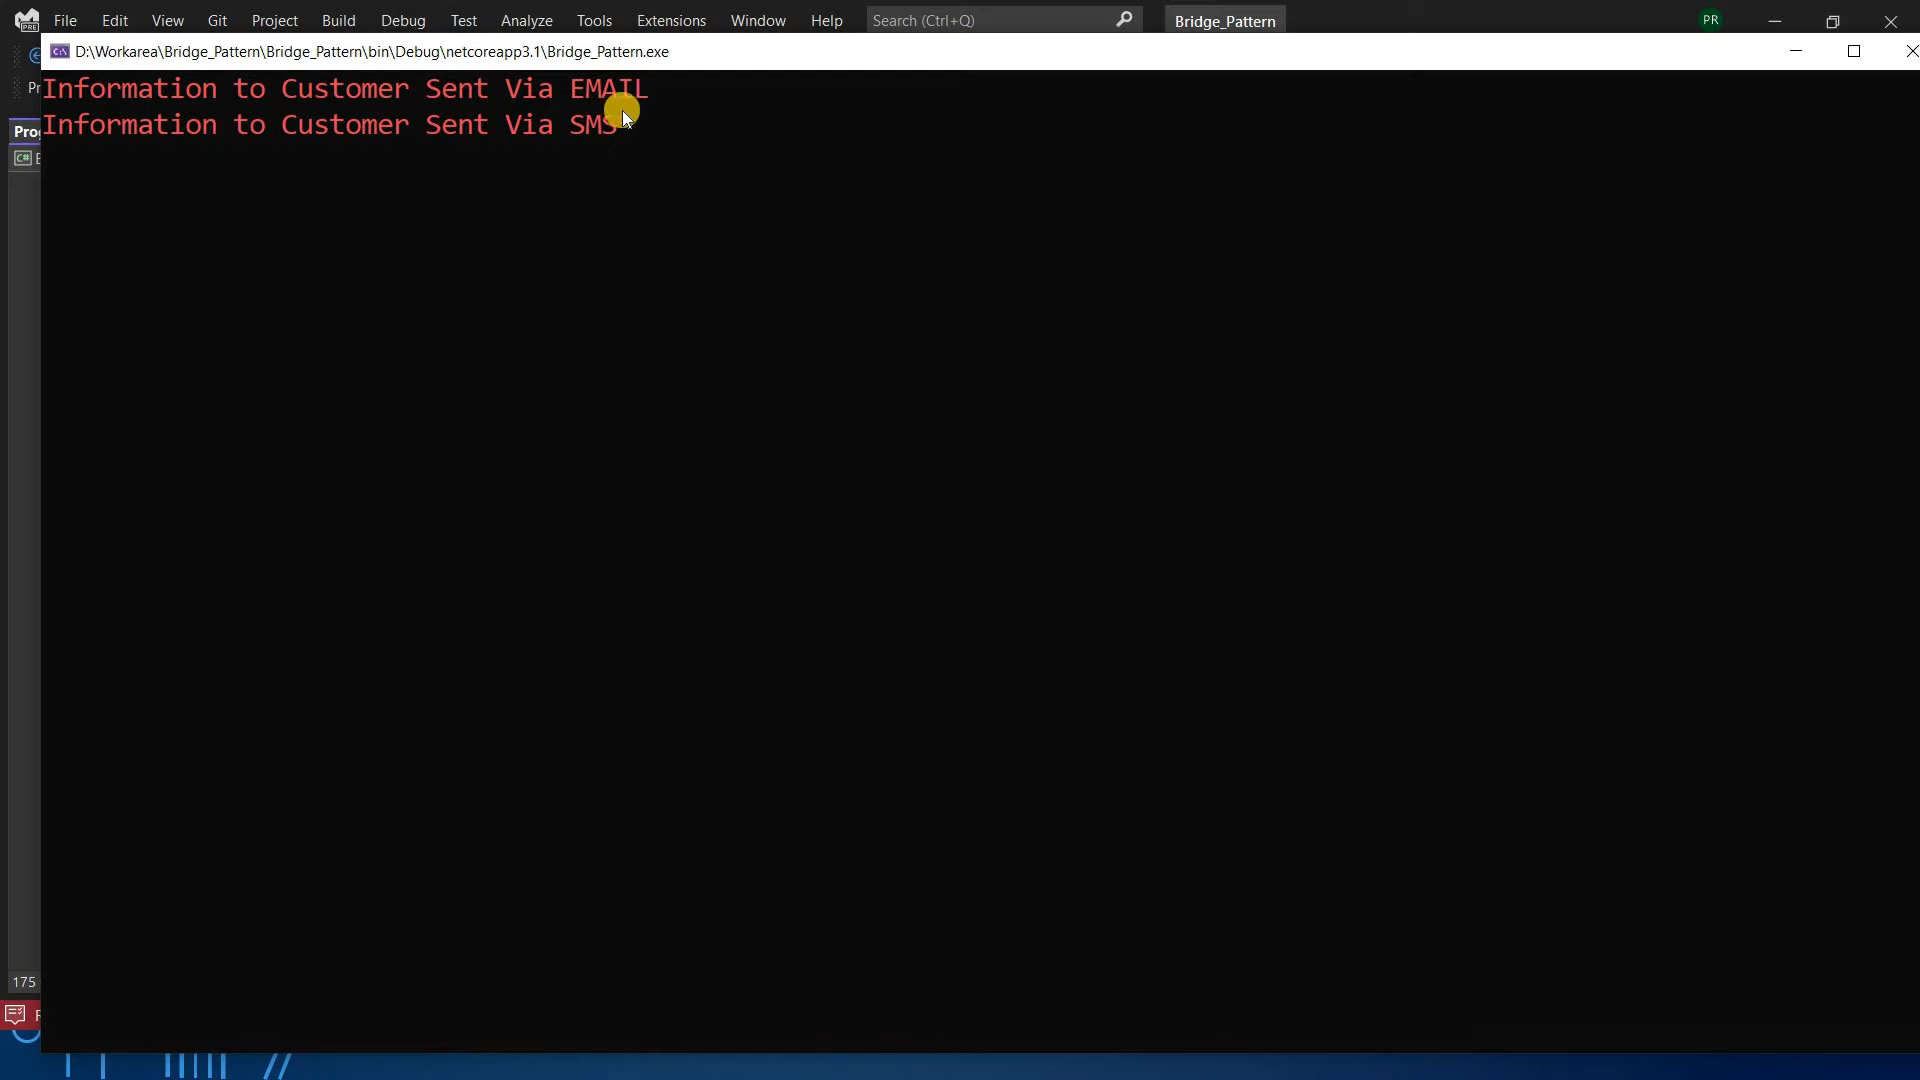 File Edit View Git Project Build Debug Test Analyze Tools Extensions Window Help Search (Ctrl+Q) Bridge_Pattern PR
PRE
D:\Workarea\Bridge_Pattern\Bridge_Pattern\bin\Debug\netcoreapp3.1\Bridge_Pattern.exe
Information to Customer Sent Via EMAIL
Information to Customer Sent Via SMS
C#
175